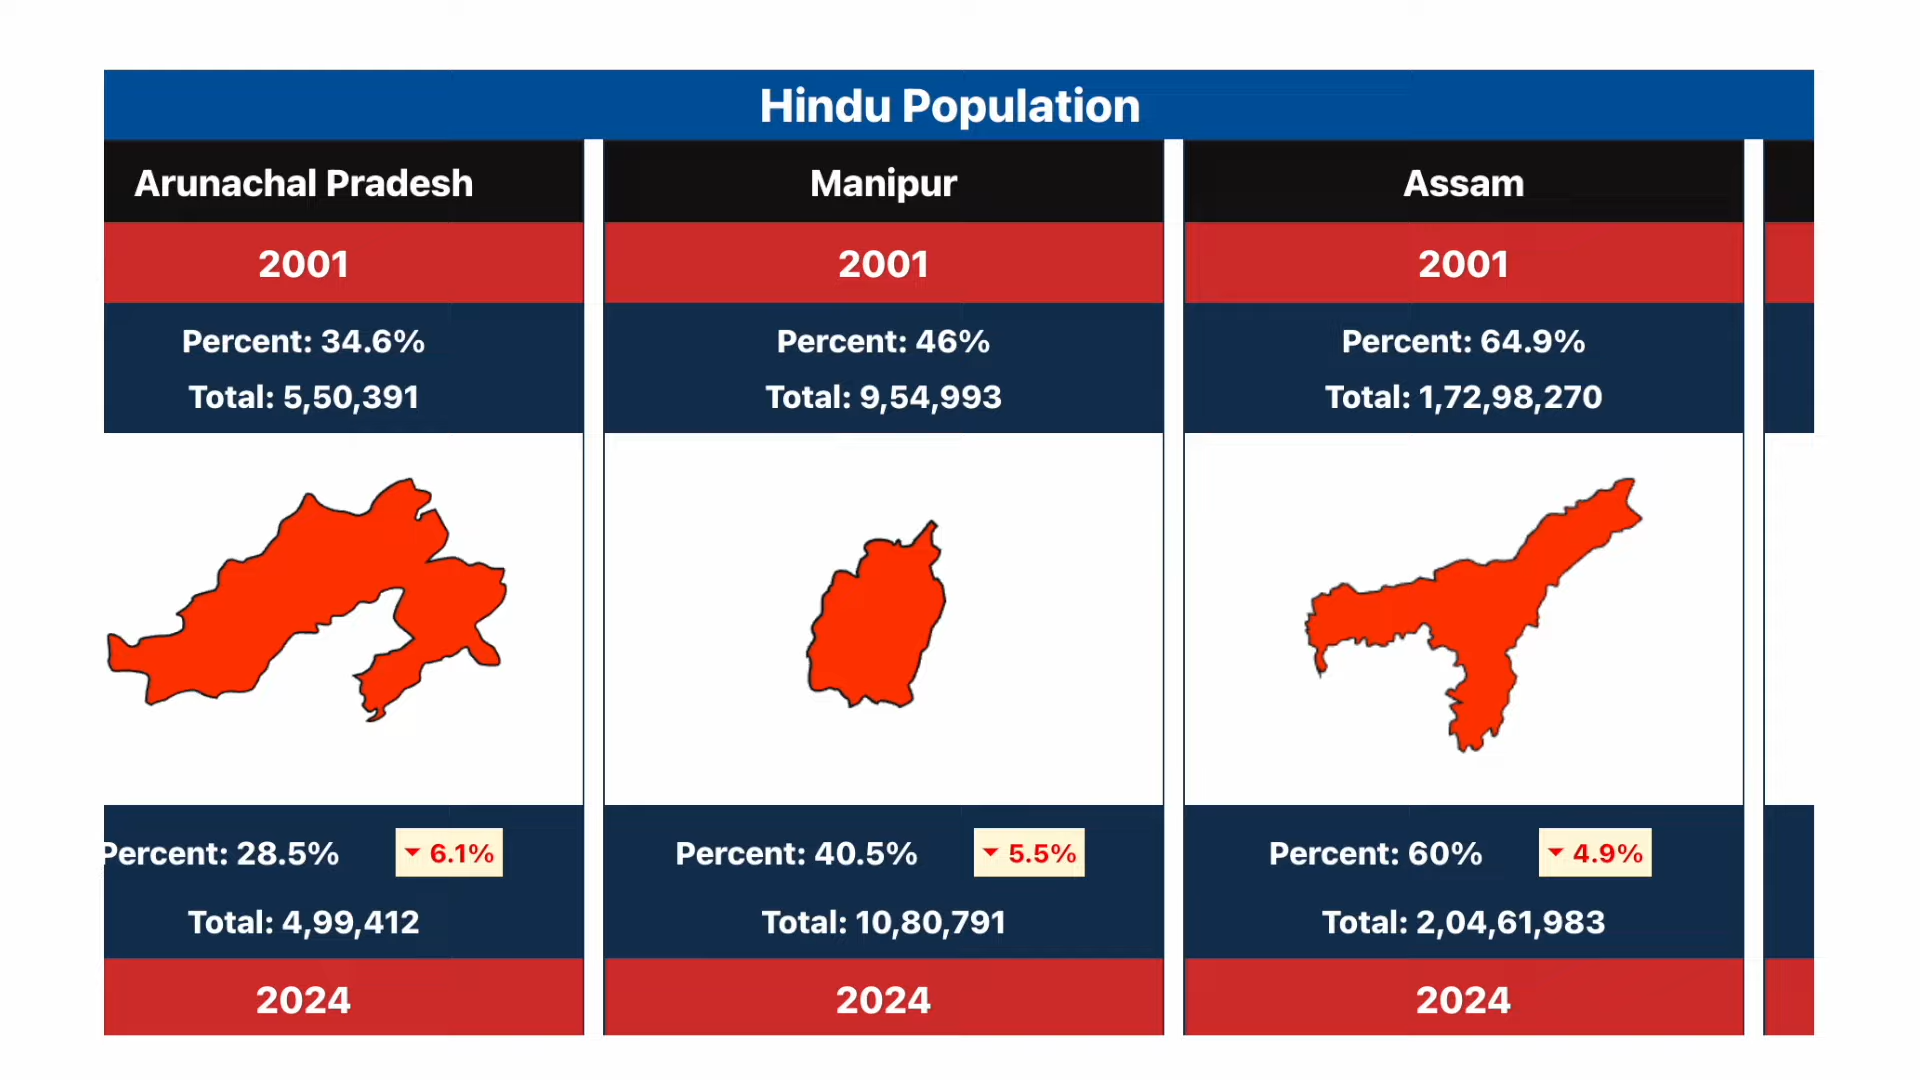 Hindu Population
Arunachal Pradesh
2001
Percent: 34.6%
Total: 5,50,391
Percent: 28.5%
6.1%
Total: 4,99,412
2024
Manipur
2001
Percent: 46%
Total: 9,54,993
Percent: 40.5%
5.5%
Total: 10,80,791
2024
Assam
2001
Percent: 64.9%
Total: 1,72,98,270
Percent: 60%
4.9%
Total: 2,04,61,983
2024